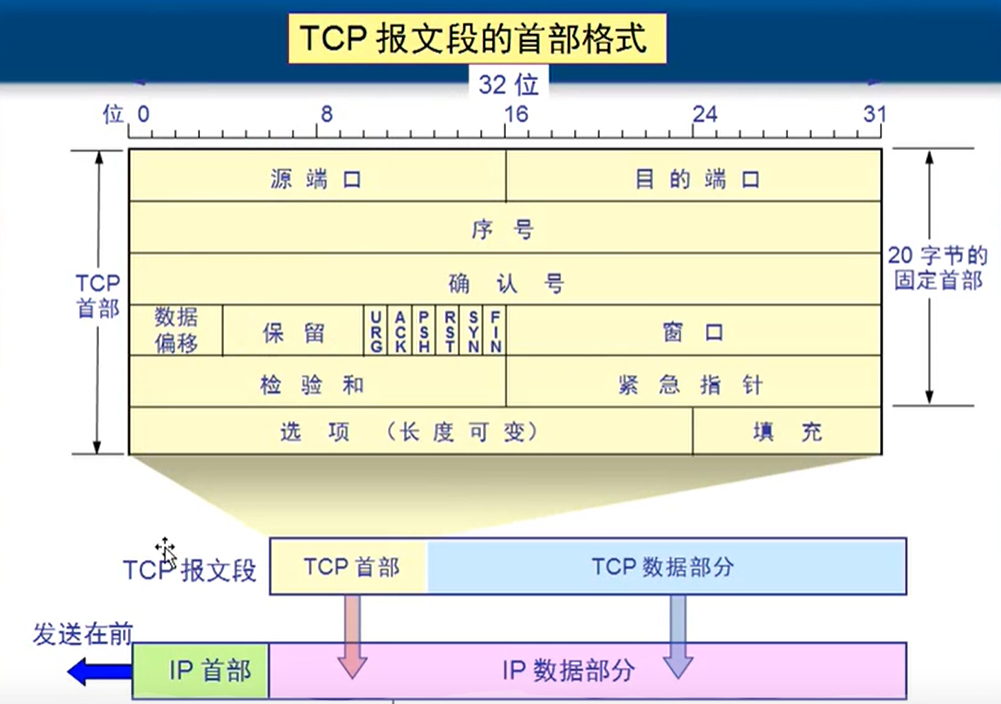 TCP 报文段的首部格式
32 位
位 0 8 16 24 31
源 端 口 目 的 端 口
序 号
20 字节的
固定首部
TCP
首部
确 认 号
数据
偏移
保 留
URG
ACK
PSH
RST
SYN
FIN
窗 口
检 验 和 紧 急 指 针
选 项 （长 度 可 变） 填 充
TCP 报文段 TCP 首部 TCP 数据部分
发送在前
IP 首部 IP 数据部分